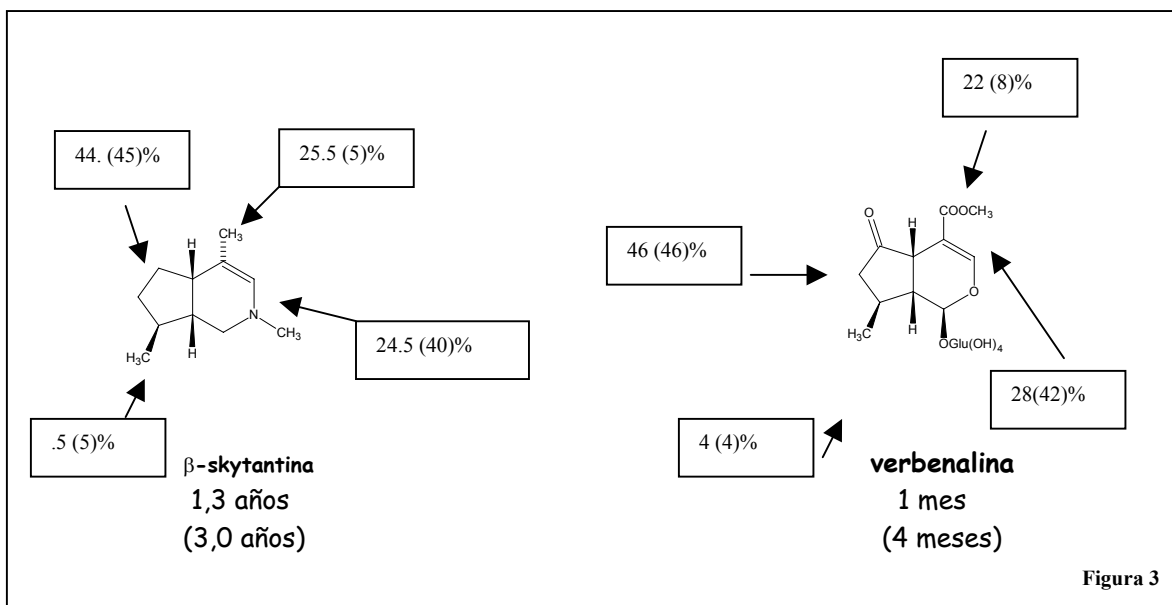 22 (8)%
44. (45)%
25.5 (5)%
CH₃
H
N
CH₃
H₃C
H
24.5 (40)%
.5 (5)%
β-skytantina
1,3 años
(3,0 años)
O
COOCH₃
H
46 (46)%
O
H₃C
H
OGlu(OH)₄
28(42)%
4 (4)%
verbenalina
1 mes
(4 meses)
Figura 3